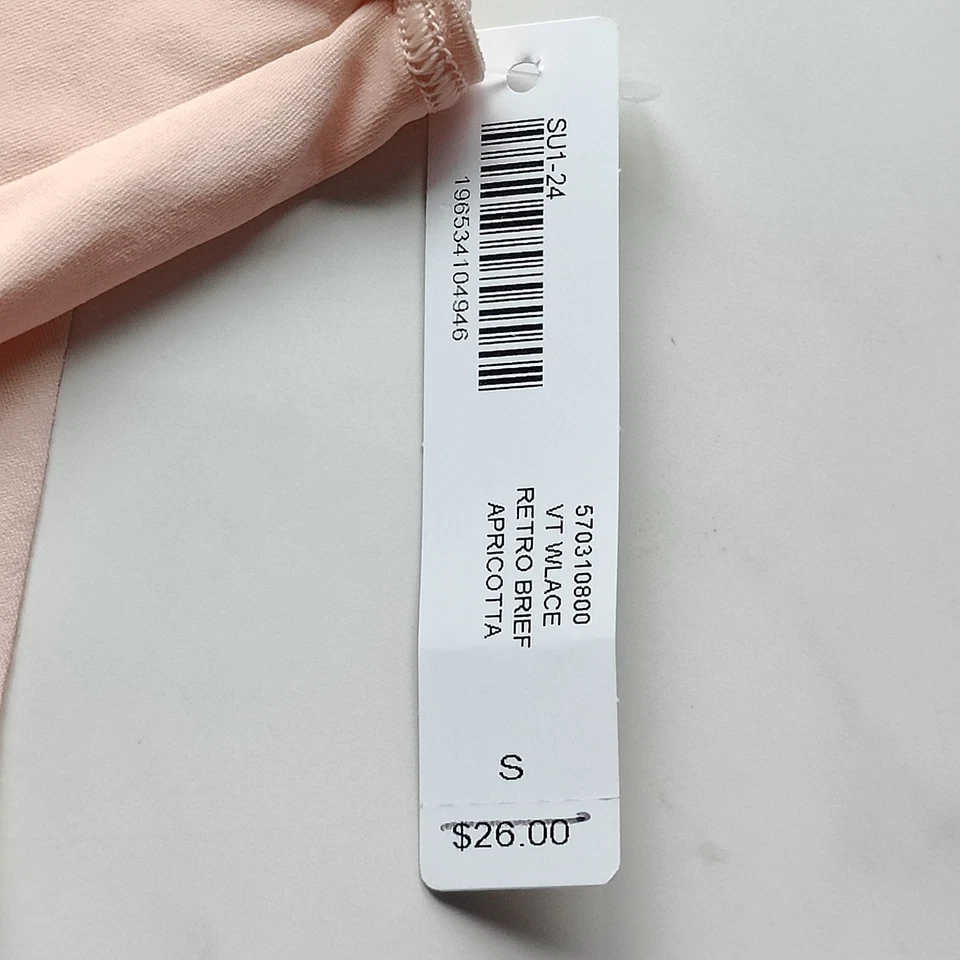 SU1-24
196534104946
570310800
VT WLACE
RETRO BRIEF
APRICOTTA
S
$26.00